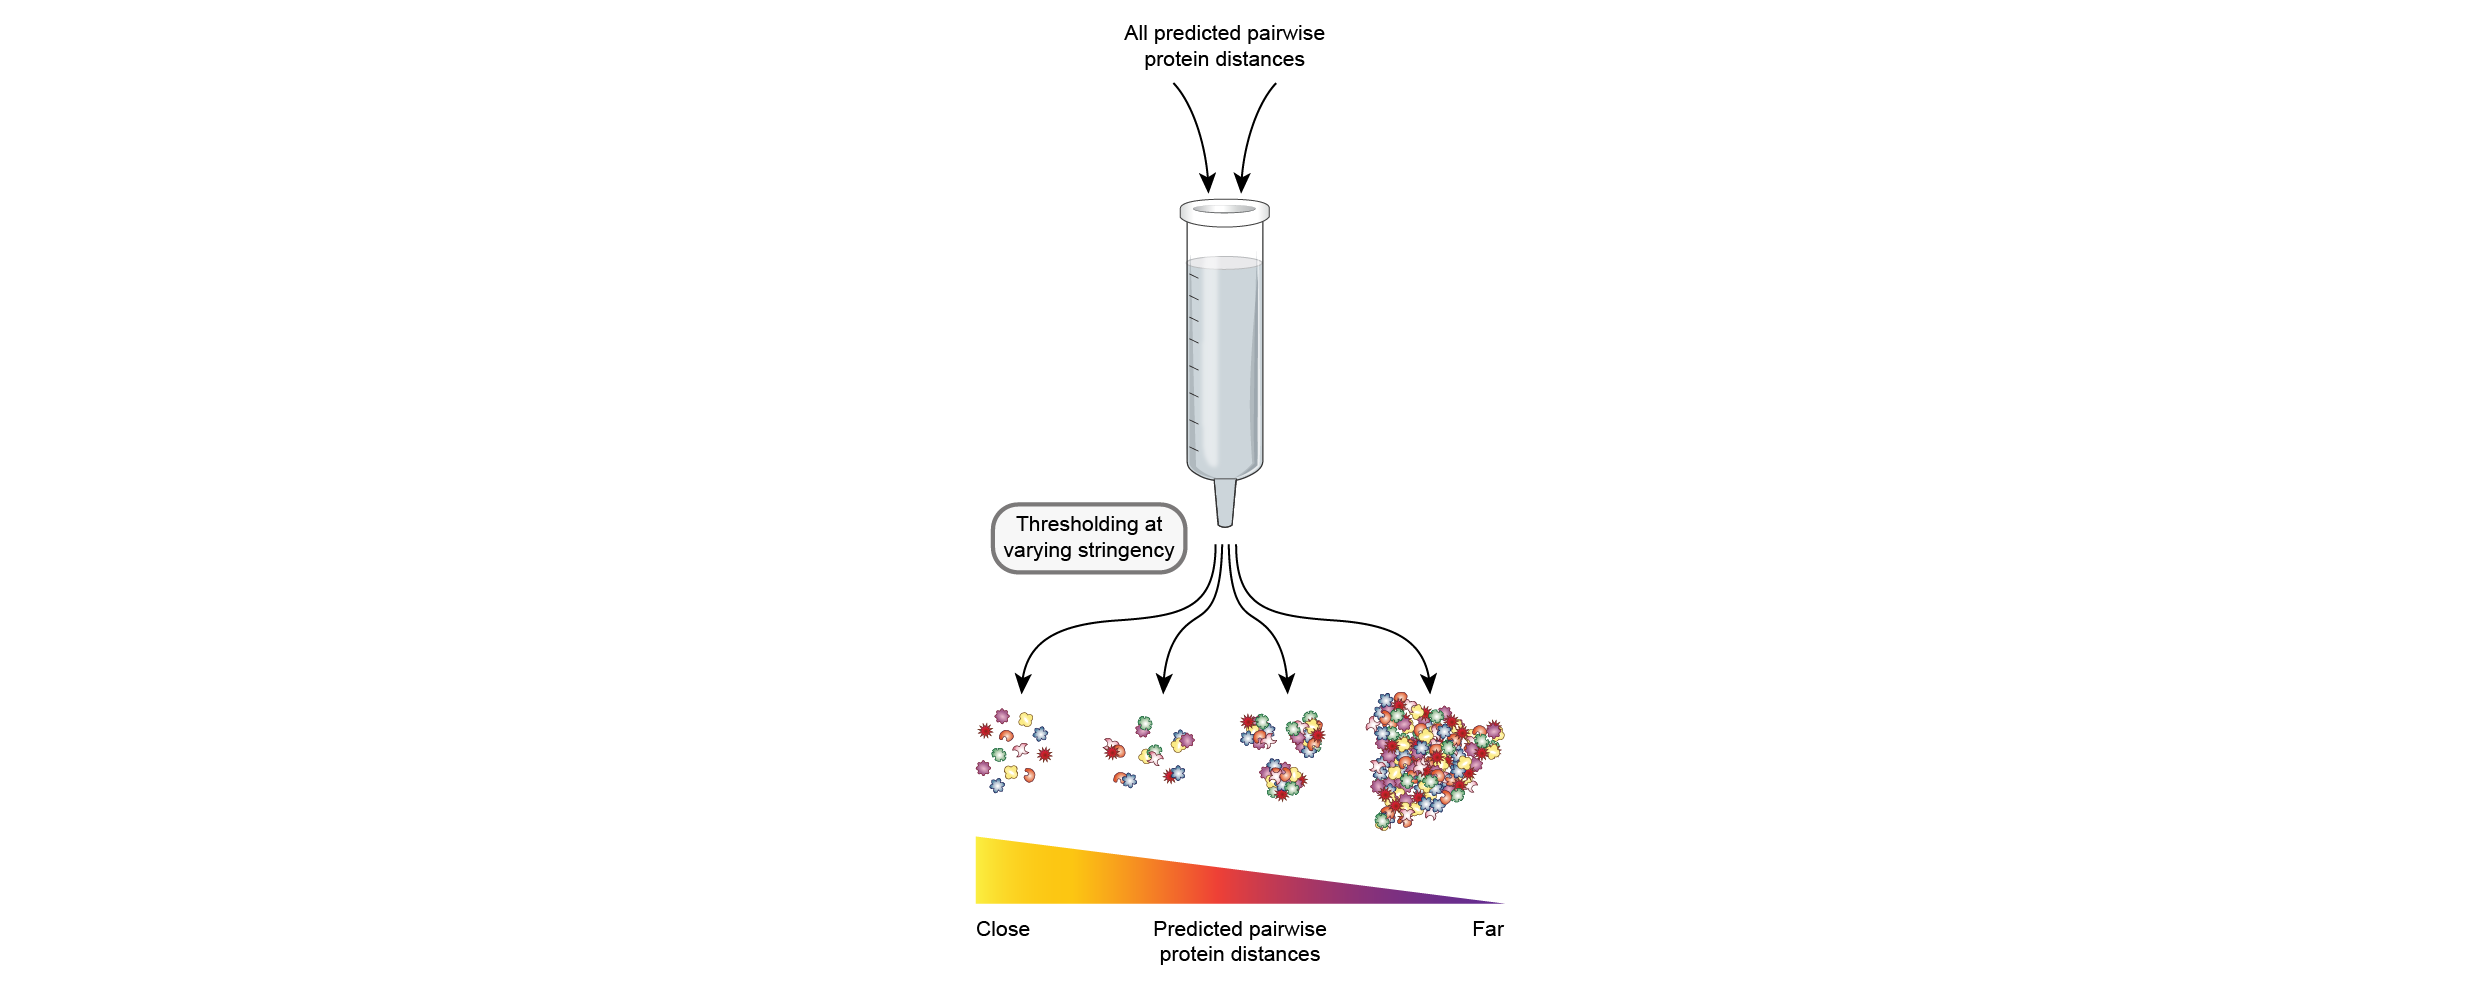 All predicted pairwise
protein distances
Thresholding at
varying stringency
Close
Predicted pairwise
protein distances
Far